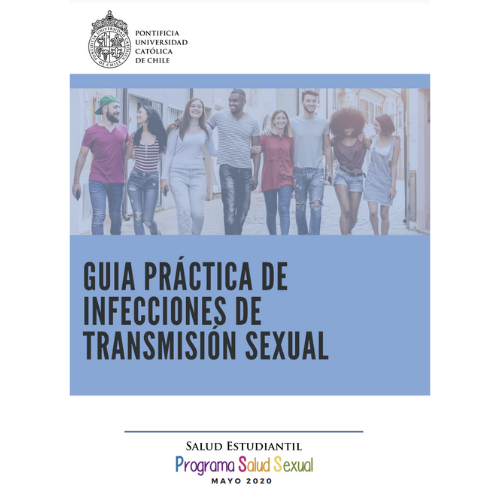 PONTIFICIA
UNIVERSIDAD
CATÓLICA
DE CHILE
GUIA PRÁCTICA DE
INFECCIONES DE
TRANSMISIÓN SEXUAL
SALUD ESTUDIANTIL
Programa Salud Sexual
MAYO 2020